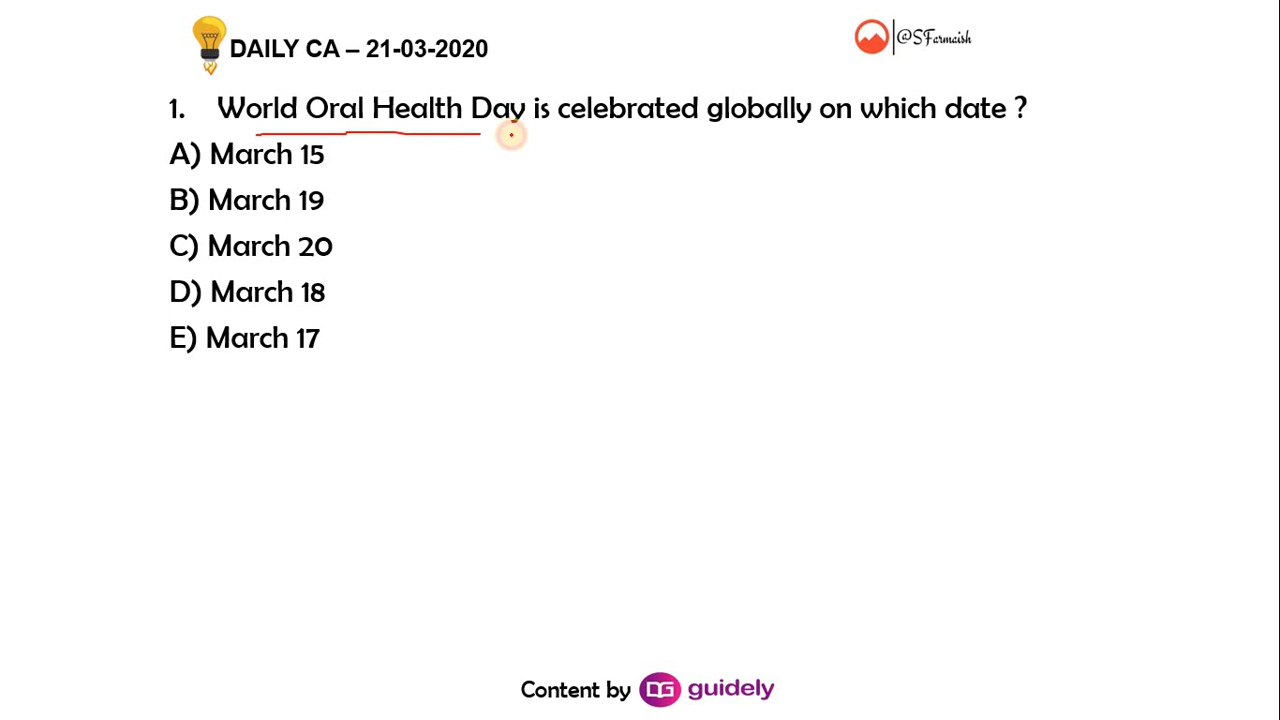 DAILY CA – 21-03-2020
@SFarmaish
1. World Oral Health Day is celebrated globally on which date ?
A) March 15
B) March 19
C) March 20
D) March 18
E) March 17
Content by DG guidely